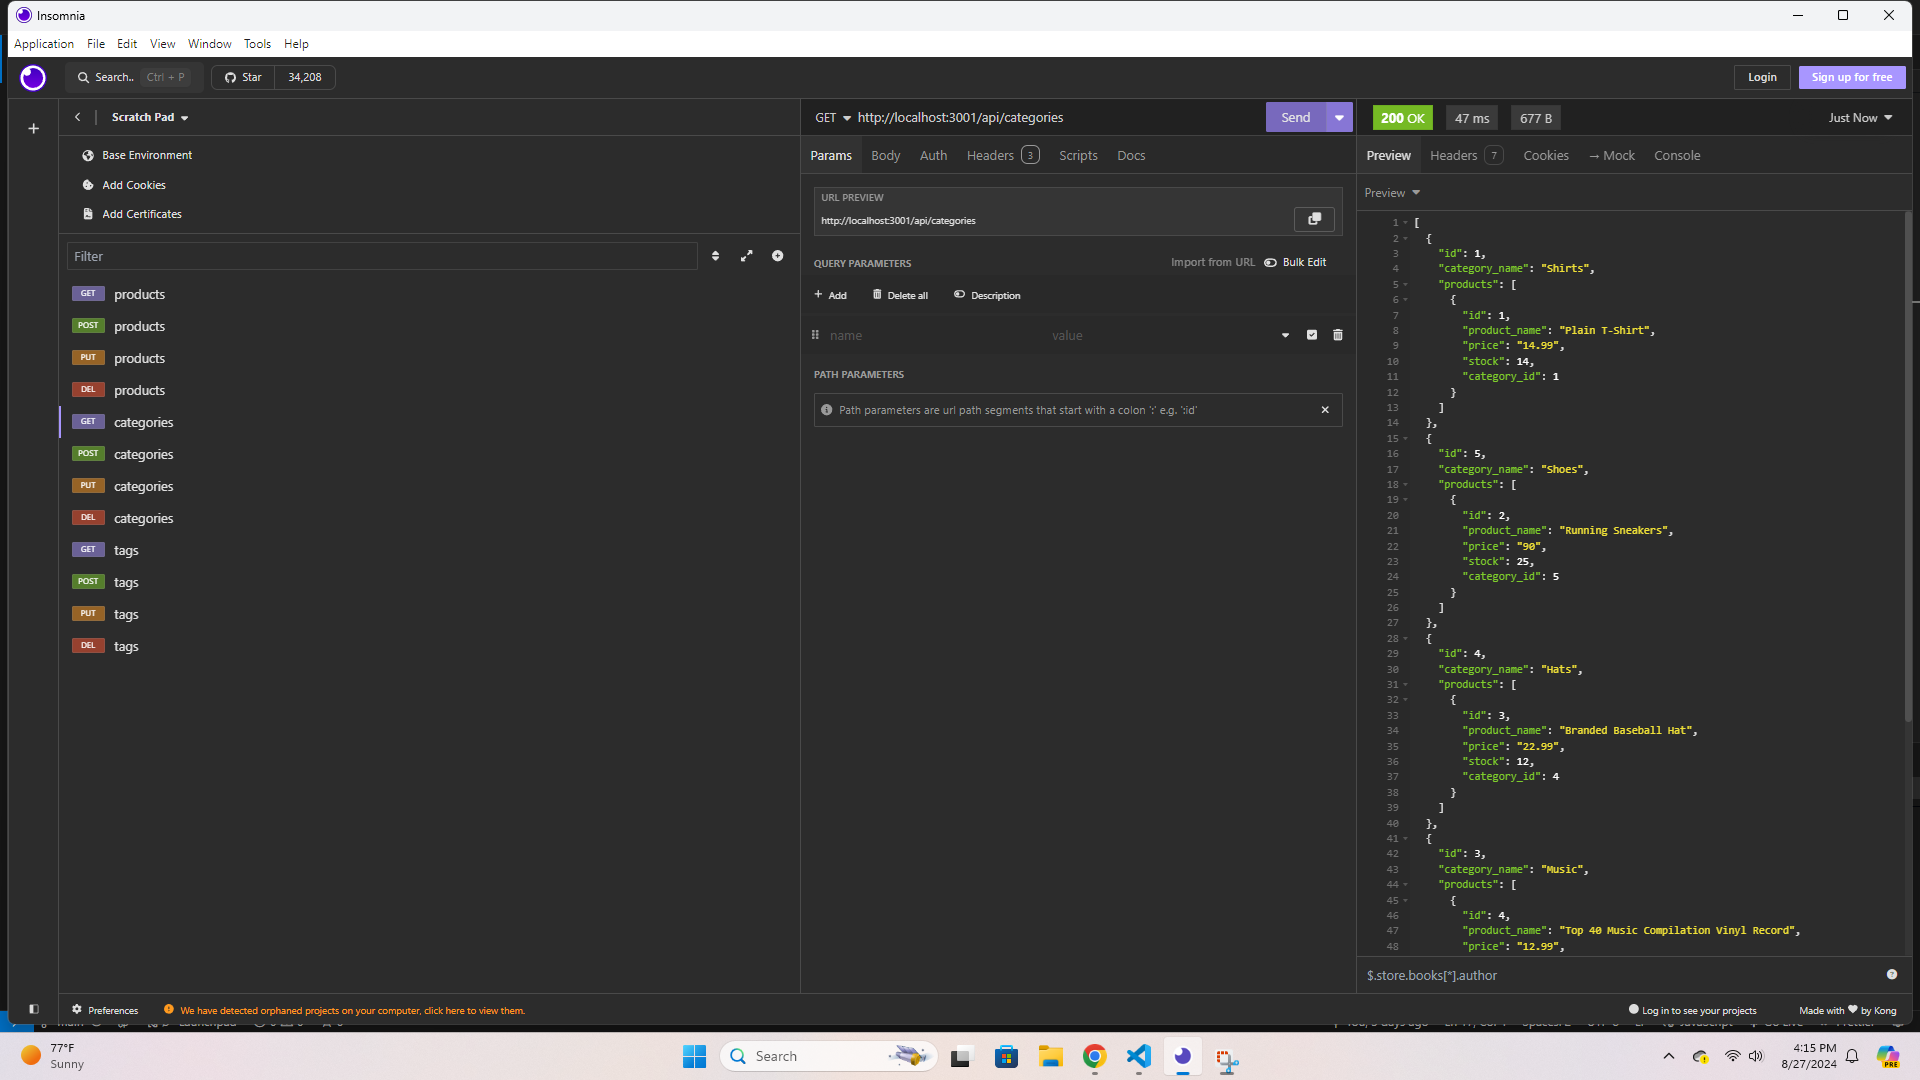 Insomnia
Application File Edit View Window Tools Help
Search.. Ctrl + P Star 34,208 Login Sign up for free
Scratch Pad
Base Environment
Add Cookies
Add Certificates
Filter
GET products
POST products
PUT products
DEL products
GET categories
POST categories
PUT categories
DEL categories
GET tags
POST tags
PUT tags
DEL tags
GET http://localhost:3001/api/categories Send
Params Body Auth Headers 3 Scripts Docs
URL PREVIEW
http://localhost:3001/api/categories
QUERY PARAMETERS Import from URL Bulk Edit
+ Add Delete all Description
name value
PATH PARAMETERS
Path parameters are url path segments that start with a colon ':' e.g. ':id'
200 OK 47 ms 677 B Just Now
Preview Headers 7 Cookies → Mock Console
Preview
1 [
2 {
3 "id": 1,
4 "category_name": "Shirts",
5 "products": [
6 {
7 "id": 1,
8 "product_name": "Plain T-Shirt",
9 "price": "14.99",
10 "stock": 14,
11 "category_id": 1
12 }
13 ]
14 },
15 {
16 "id": 5,
17 "category_name": "Shoes",
18 "products": [
19 {
20 "id": 2,
21 "product_name": "Running Sneakers",
22 "price": "90",
23 "stock": 25,
24 "category_id": 5
25 }
26 ]
27 },
28 {
29 "id": 4,
30 "category_name": "Hats",
31 "products": [
32 {
33 "id": 3,
34 "product_name": "Branded Baseball Hat",
35 "price": "22.99",
36 "stock": 12,
37 "category_id": 4
38 }
39 ]
40 },
41 {
42 "id": 3,
43 "category_name": "Music",
44 "products": [
45 {
46 "id": 4,
47 "product_name": "Top 40 Music Compilation Vinyl Record",
48 "price": "12.99",
$.store.books[*].author
Preferences We have detected orphaned projects on your computer, click here to view them. Log in to see your projects Made with ♥ by Kong
77°F
Sunny
Search
PRE
4:15 PM
8/27/2024